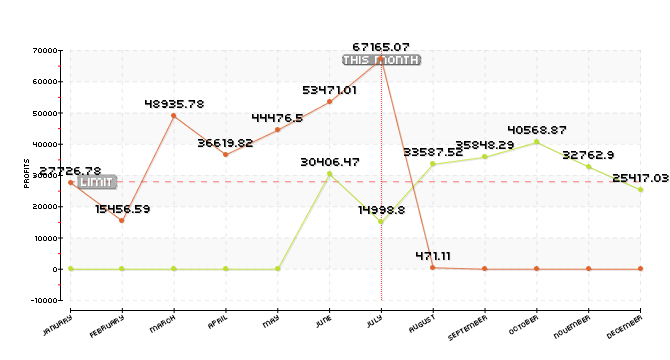 67165.07
70000
THIS MONTH
60000
53471.01
50000
48935.78
44476.5
40568.87
40000
36619.82
35848.29
33587.52
32762.9
PROFITS
30000
30406.47
27726.78
LIMIT
25417.03
20000
15456.59
14998.8
10000
471.11
0
-10000
JANUARY
FEBRUARY
MARCH
APRIL
MAY
JUNE
JULY
AUGUST
SEPTEMBER
OCTOBER
NOVEMBER
DECEMBER